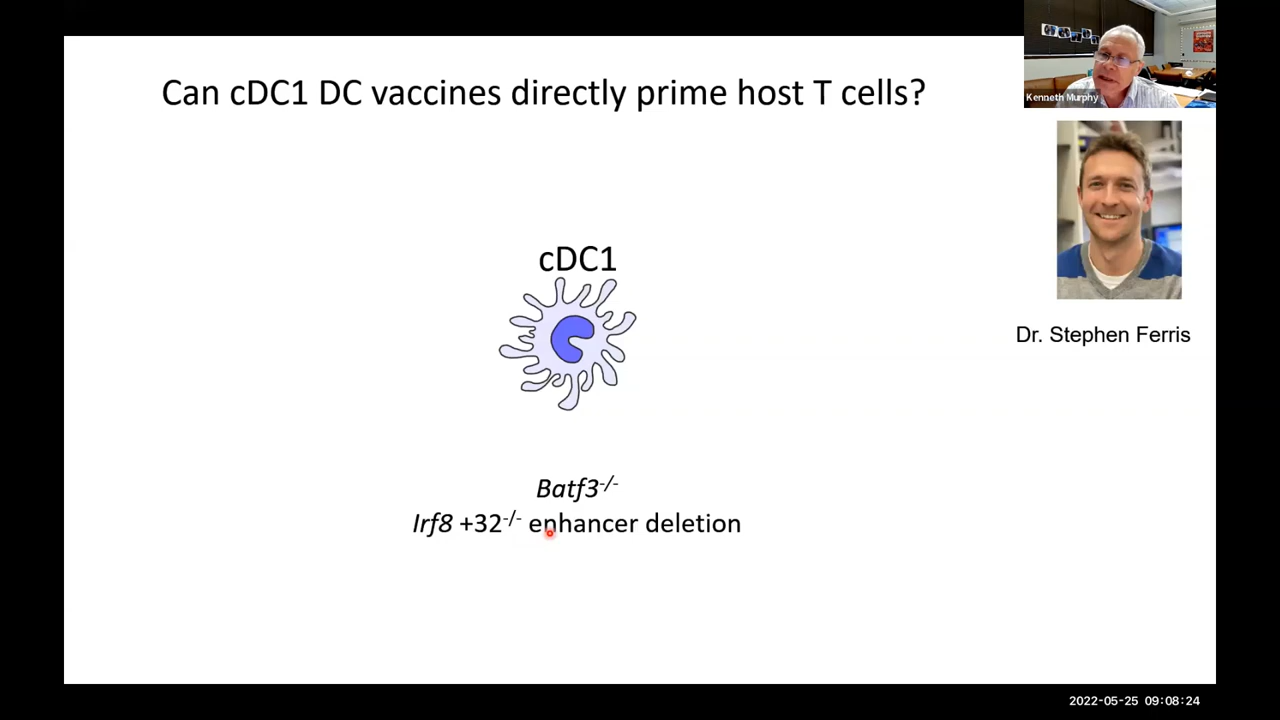 Can cDC1 DC vaccines directly prime host T cells?
Kenneth Murphy
Dr. Stephen Ferris
cDC1
Batf3-/-
Irf8 +32-/- enhancer deletion
2022-05-25 09:08:24